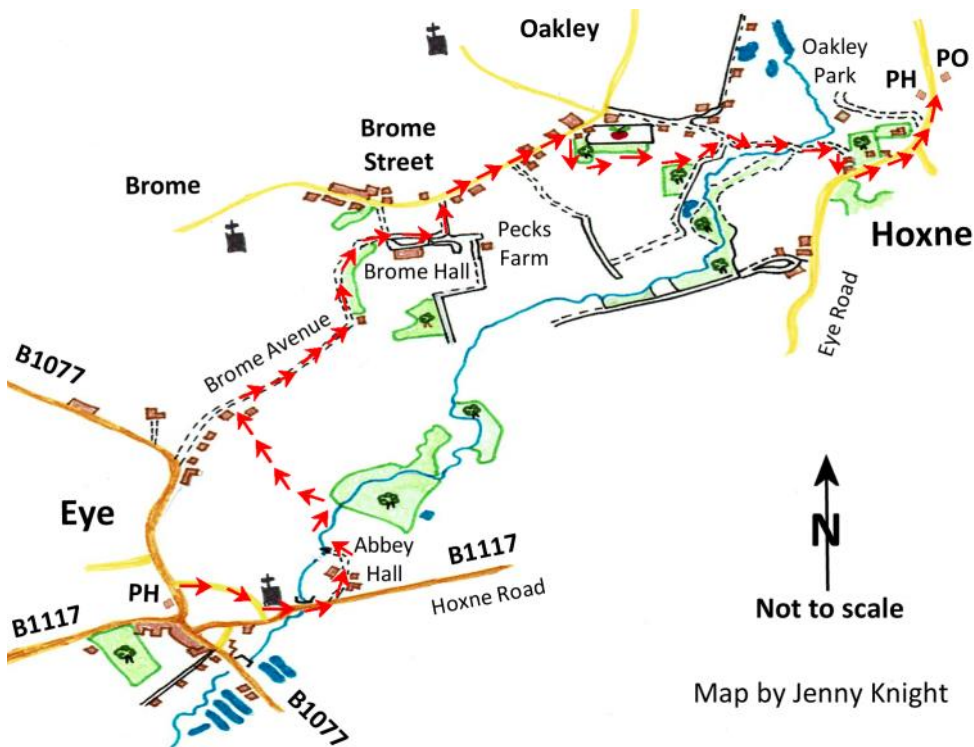 Oakley
Oakley
Park
PO
PH
Brome
Street
Brome
Hoxne
Pecks
Farm
Brome Hall
Eye Road
Brome Avenue
B1077
Eye
Abbey
Hall
B1117
Hoxne Road
PH
B1117
B1077
N
Not to scale
Map by Jenny Knight